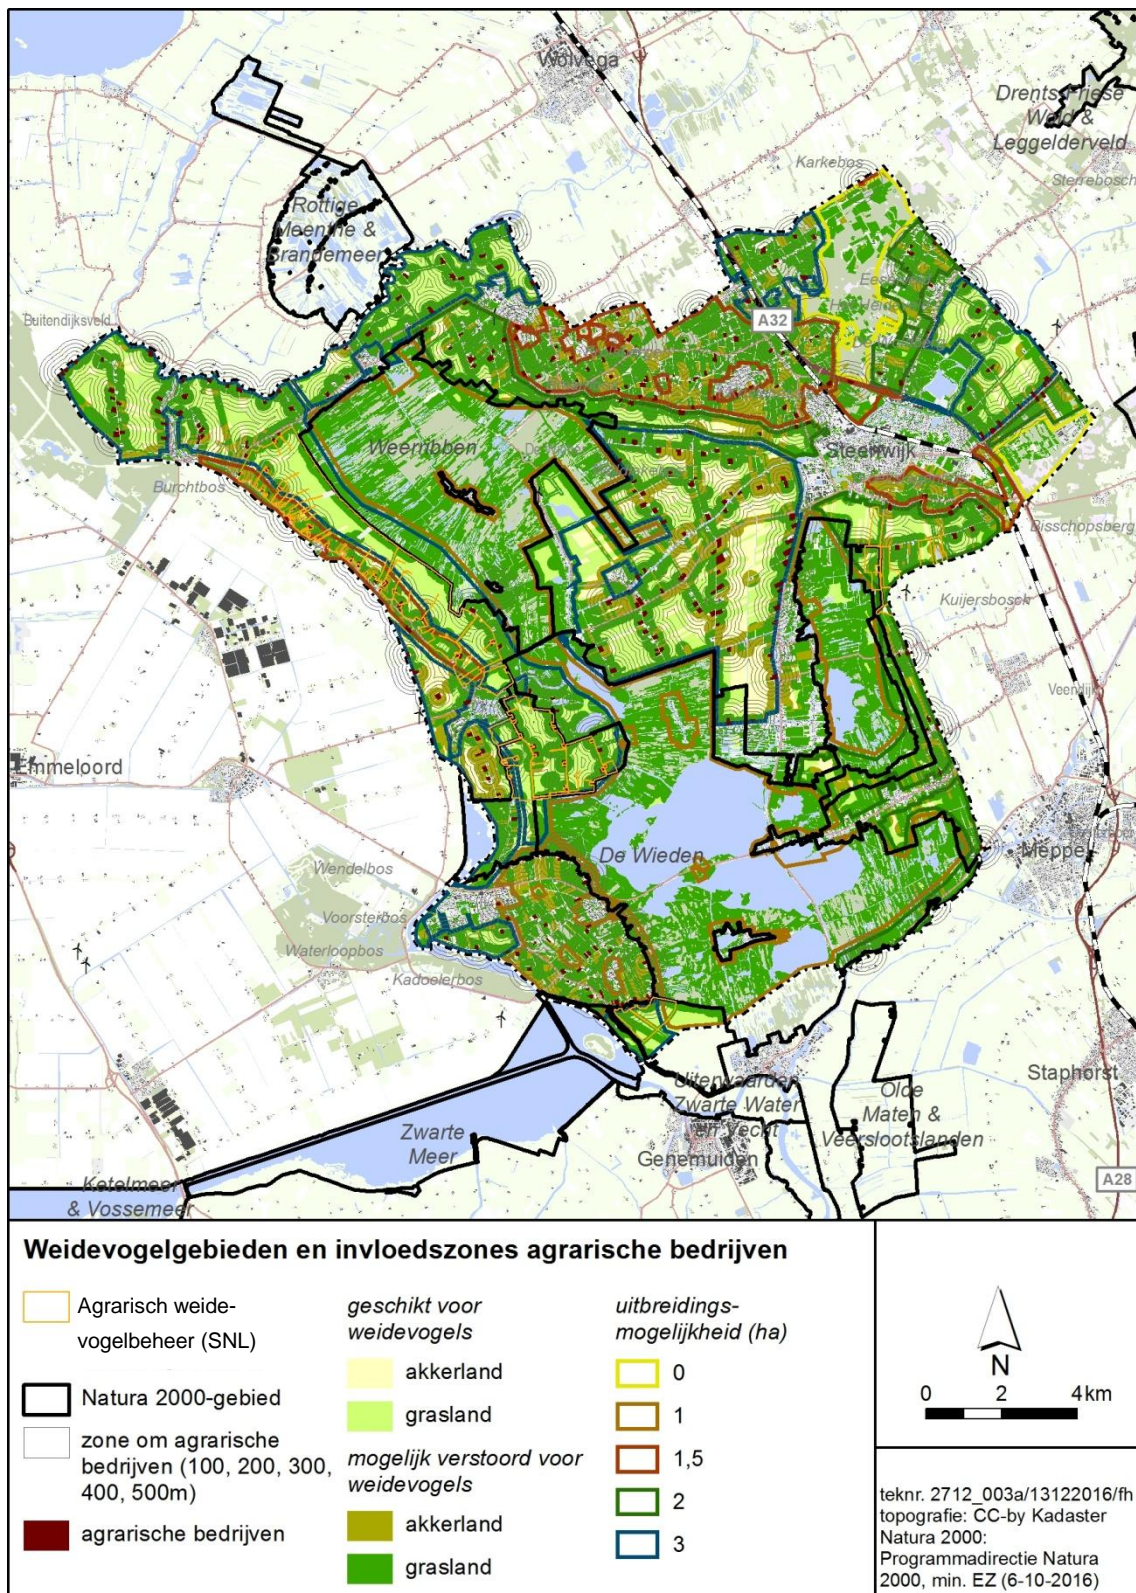 Wolvega
Drents-Friese
Wold &
Leggelderveld
Karkebos
Sterrebosch
Rottige
Meenthe &
Brandemeer
Buitendijksveld
A32
Weerribben
Steenwijk
Burchtbos
Bisschopsberg
Kuijersbosch
Veendijk
Emmeloord
De Wieden
Meppel
Wendelbos
Voorsterbos
Waterloopbos
Kadoelerbos
Staphorst
Uiterwaarden
Zwarte Water
en Vecht
Olde
Maten &
Veerslootslanden
Zwarte
Meer
Genemuiden
A28
Ketelmeer
& Vossemeer
Weidevogelgebieden en invloedszones agrarische bedrijven
Agrarisch weide-
vogelbeheer (SNL)
Natura 2000-gebied
zone om agrarische
bedrijven (100, 200, 300,
400, 500m)
agrarische bedrijven
geschikt voor
weidevogels
akkerland
grasland
mogelijk verstoord voor
weidevogels
akkerland
grasland
uitbreidings-
mogelijkheid (ha)
0
1
1,5
2
3
N
0 2 4 km
teknr. 2712_003a/13122016/fh
topografie: CC-by Kadaster
Natura 2000:
Programmadirectie Natura
2000, min. EZ (6-10-2016)